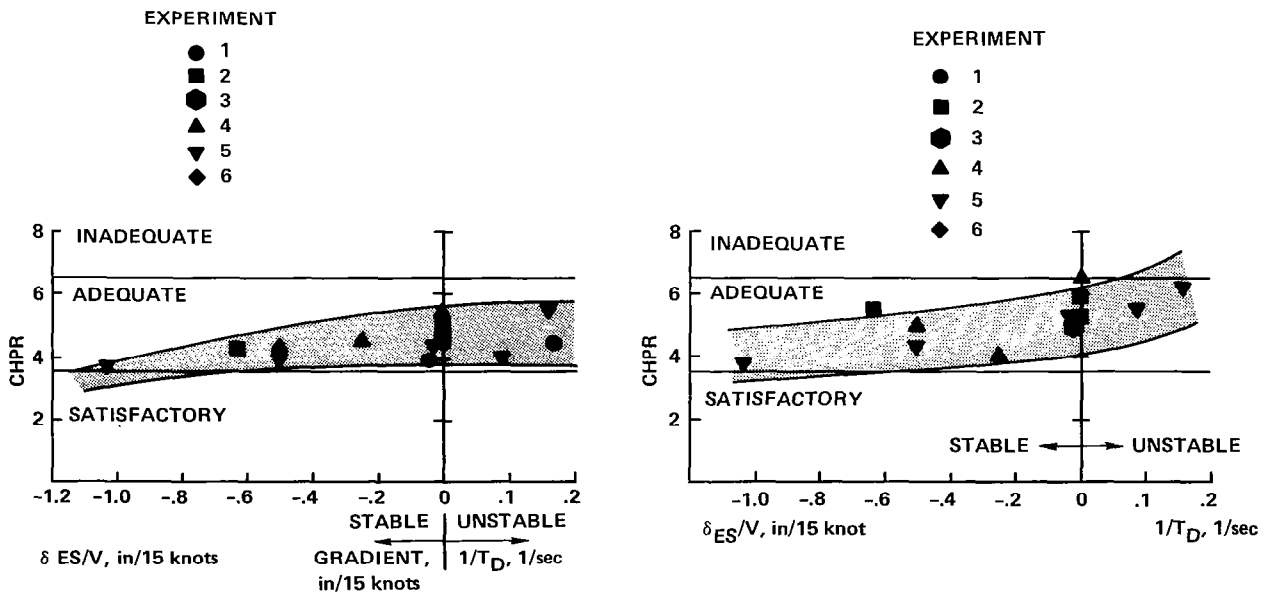 EXPERIMENT
1
2
3
4
5
6
8
INADEQUATE
6
ADEQUATE
4
SATISFACTORY
2
CHPR
-1.2 -1.0 -.8 -.6 -.4 -.2 0 .1 .2
STABLE UNSTABLE
δ ES/V, in/15 knots GRADIENT, 1/TD, 1/sec
in/15 knots
EXPERIMENT
1
2
3
4
5
6
8
INADEQUATE
6
ADEQUATE
4
SATISFACTORY
2
CHPR
STABLE UNSTABLE
-1.0 -.8 -.6 -.4 -.2 0 .1 .2
δES/V, in/15 knot 1/TD, 1/sec